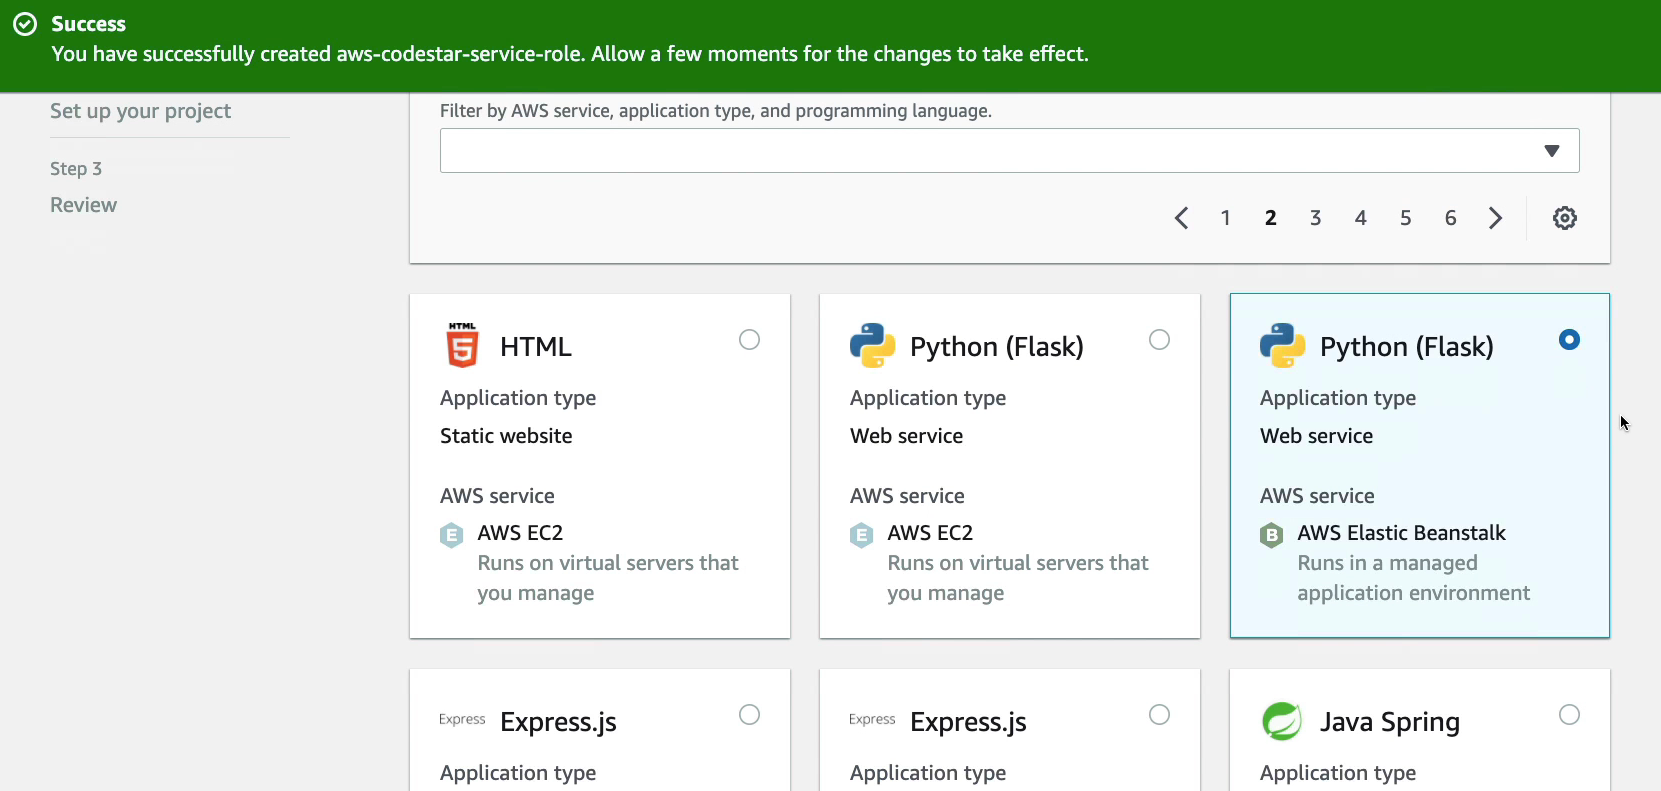 Success
You have successfully created aws-codestar-service-role. Allow a few moments for the changes to take effect.
Set up your project
Step 3
Review
Filter by AWS service, application type, and programming language.
1 2 3 4 5 6
HTML
HTML
Application type
Static website
AWS service
E AWS EC2
Runs on virtual servers that
you manage
Python (Flask)
Application type
Web service
AWS service
E AWS EC2
Runs on virtual servers that
you manage
Python (Flask)
Application type
Web service
AWS service
B AWS Elastic Beanstalk
Runs in a managed
application environment
Express Express.js
Application type
Express Express.js
Application type
Java Spring
Application type